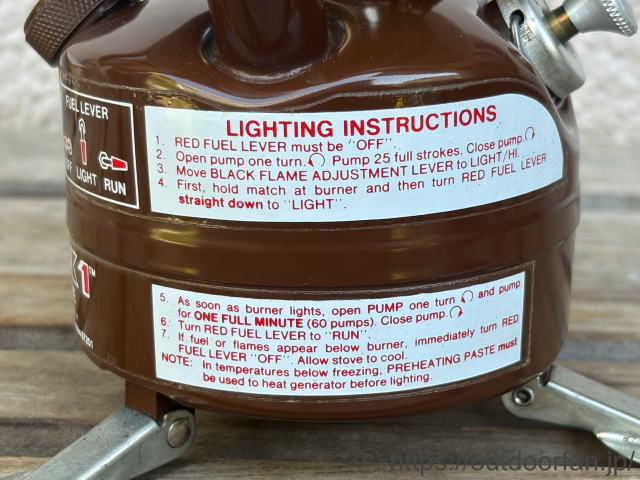 FUEL LEVER
LIGHT RUN
LIGHTING INSTRUCTIONS
1. RED FUEL LEVER must be "OFF".
2. Open pump one turn. Pump 25 full strokes. Close pump.
3. Move BLACK FLAME ADJUSTMENT LEVER to LIGHT/HI.
4. First, hold match at burner and then turn RED FUEL LEVER
straight down to "LIGHT".
1™
5. As soon as burner lights, open PUMP one turn and pump
for ONE FULL MINUTE (60 pumps). Close pump.
6. Turn RED FUEL LEVER to "RUN".
7. If fuel or flames appear below burner, immediately turn RED
FUEL LEVER "OFF". Allow stove to cool.
NOTE: In temperatures below freezing, PREHEATING PASTE must
be used to heat generator before lighting.
https://outdoorfan.jp/